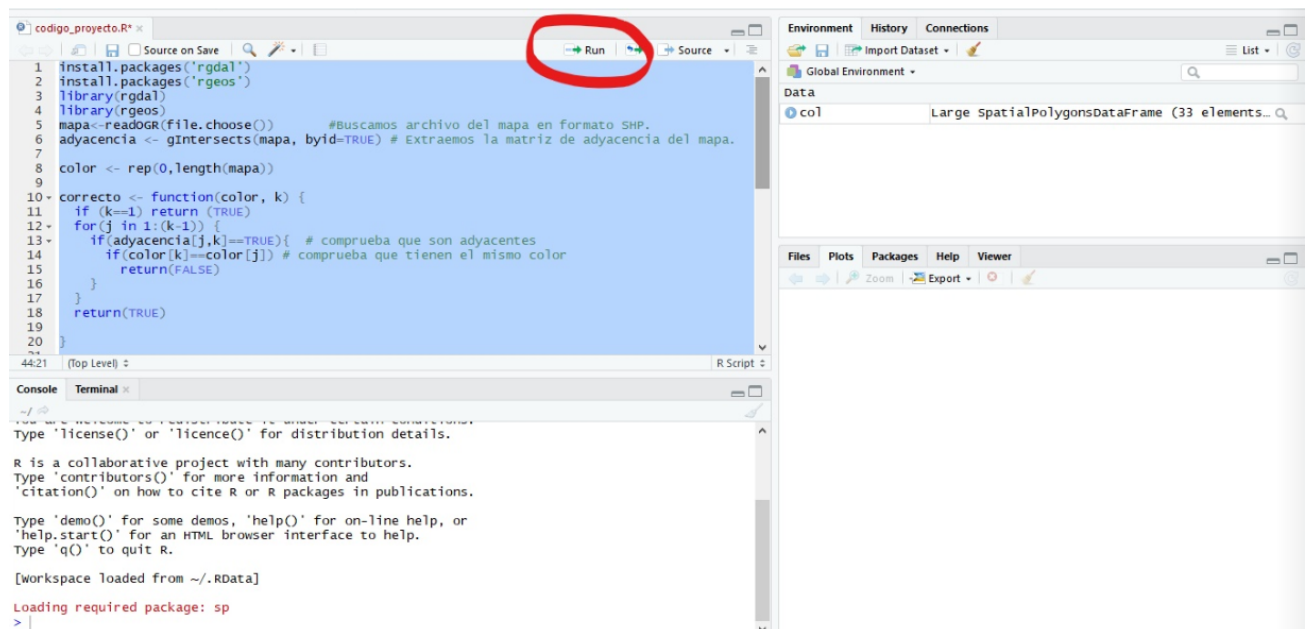 codigo_proyecto.R*
Source on Save
Run
Source
1 install.packages('rgdal')
2 install.packages('rgeos')
3 library(rgdal)
4 library(rgeos)
5 mapa<-readOGR(file.choose()) #Buscamos archivo del mapa en formato SHP.
6 adyacencia <- gIntersects(mapa, byid=TRUE) # Extraemos la matriz de adyacencia del mapa.
7
8 color <- rep(0,length(mapa))
9
10 correcto <- function(color, k) {
11 if (k==1) return (TRUE)
12 for(j in 1:(k-1)) {
13 if(adyacencia[j,k]==TRUE){ # comprueba que son adyacentes
14 if(color[k]==color[j]) # comprueba que tienen el mismo color
15 return(FALSE)
16 }
17 }
18 return(TRUE)
19
20 }
44:21 (Top Level) R Script
Console Terminal
~/
Type 'license()' or 'licence()' for distribution details.
R is a collaborative project with many contributors.
Type 'contributors()' for more information and
'citation()' on how to cite R or R packages in publications.
Type 'demo()' for some demos, 'help()' for on-line help, or
'help.start()' for an HTML browser interface to help.
Type 'q()' to quit R.
[Workspace loaded from ~/.RData]
Loading required package: sp
>
Environment History Connections
Import Dataset
List
Global Environment
Data
col Large SpatialPolygonsDataFrame (33 elements…
Files Plots Packages Help Viewer
Zoom Export